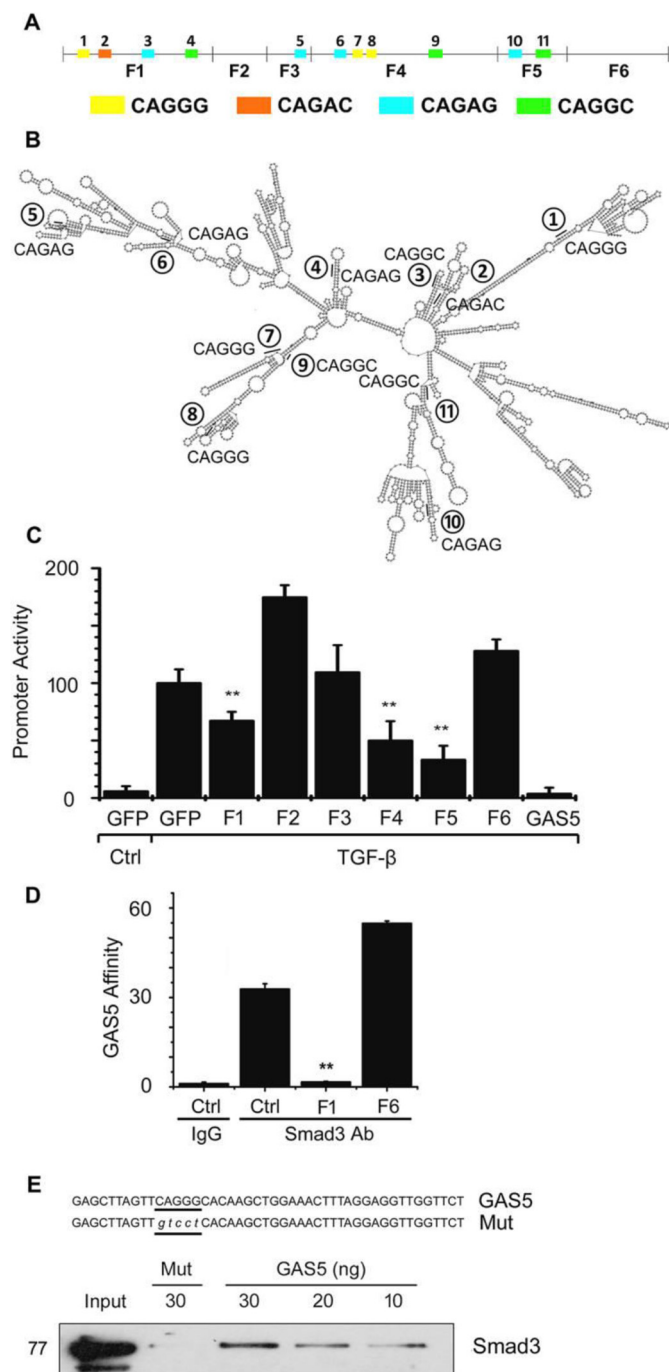 A
1 2 3 4 5 6 7 8 9 10 11
F1 F2 F3 F4 F5 F6
CAGGG CAGAC CAGAG CAGGC
B
①
⑤ CAGAG CAGGG
CAGAG ⑥
④ CAGGC ③ ②
CAGAG CAGAC
⑦
CAGGG ⑨ CAGGC CAGGC
⑧ ⑪
CAGGG
⑩
CAGAG
C
Promoter Activity
200
100
**
**
**
0
GFP GFP F1 F2 F3 F4 F5 F6 GAS5
Ctrl TGF-β
D
GAS5 Affinity
60
30
**
0
Ctrl Ctrl F1 F6
IgG Smad3 Ab
E
GAGCTTAGTTCAGGGCACAAGCTGGAAACTTTAGGAGGTTGGTTCT GAS5
GAGCTTAGTTgtcctCACAAGCTGGAAACTTTAGGAGGTTGGTTCT Mut
Mut GAS5 (ng)
Input 30 30 20 10
77 Smad3